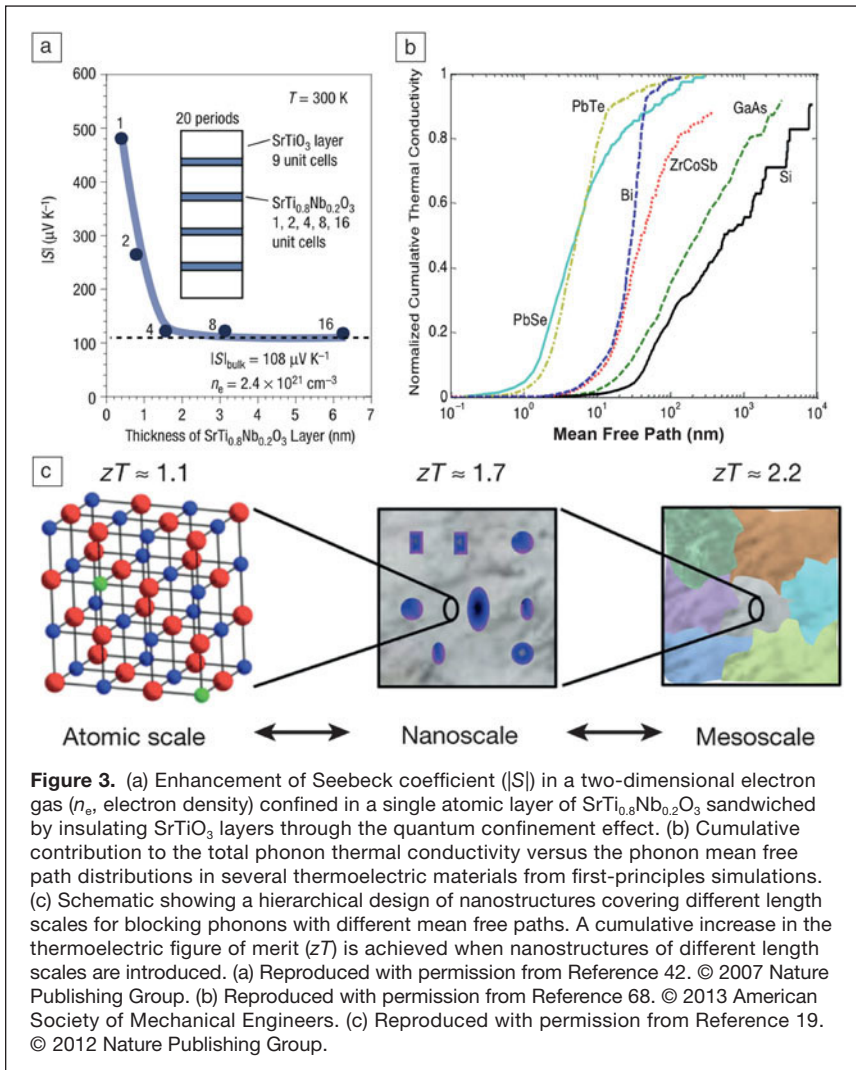 a
600
500
400
300
200
100
0
|S| (μV K⁻¹)
0 1 2 3 4 5 6 7
Thickness of SrTi₀.₈Nb₀.₂O₃ Layer (nm)
T = 300 K
20 periods
SrTiO₃ layer
9 unit cells
SrTi₀.₈Nb₀.₂O₃
1, 2, 4, 8, 16
unit cells
1
2
4
8
16
|S|bulk = 108 μV K⁻¹
nₑ = 2.4 × 10²¹ cm⁻³
b
Normalized Cumulative Thermal Conductivity
1
0.8
0.6
0.4
0.2
0
10⁻¹ 10⁰ 10¹ 10² 10³ 10⁴
Mean Free Path (nm)
PbTe
GaAs
ZrCoSb
Si
Bi
PbSe
c
zT ≈ 1.1 zT ≈ 1.7 zT ≈ 2.2
Atomic scale Nanoscale Mesoscale
Figure 3. (a) Enhancement of Seebeck coefficient (|S|) in a two-dimensional electron
gas (nₑ, electron density) confined in a single atomic layer of SrTi₀.₈Nb₀.₂O₃ sandwiched
by insulating SrTiO₃ layers through the quantum confinement effect. (b) Cumulative
contribution to the total phonon thermal conductivity versus the phonon mean free
path distributions in several thermoelectric materials from first-principles simulations.
(c) Schematic showing a hierarchical design of nanostructures covering different length
scales for blocking phonons with different mean free paths. A cumulative increase in the
thermoelectric figure of merit (zT) is achieved when nanostructures of different length
scales are introduced. (a) Reproduced with permission from Reference 42. © 2007 Nature
Publishing Group. (b) Reproduced with permission from Reference 68. © 2013 American
Society of Mechanical Engineers. (c) Reproduced with permission from Reference 19.
© 2012 Nature Publishing Group.